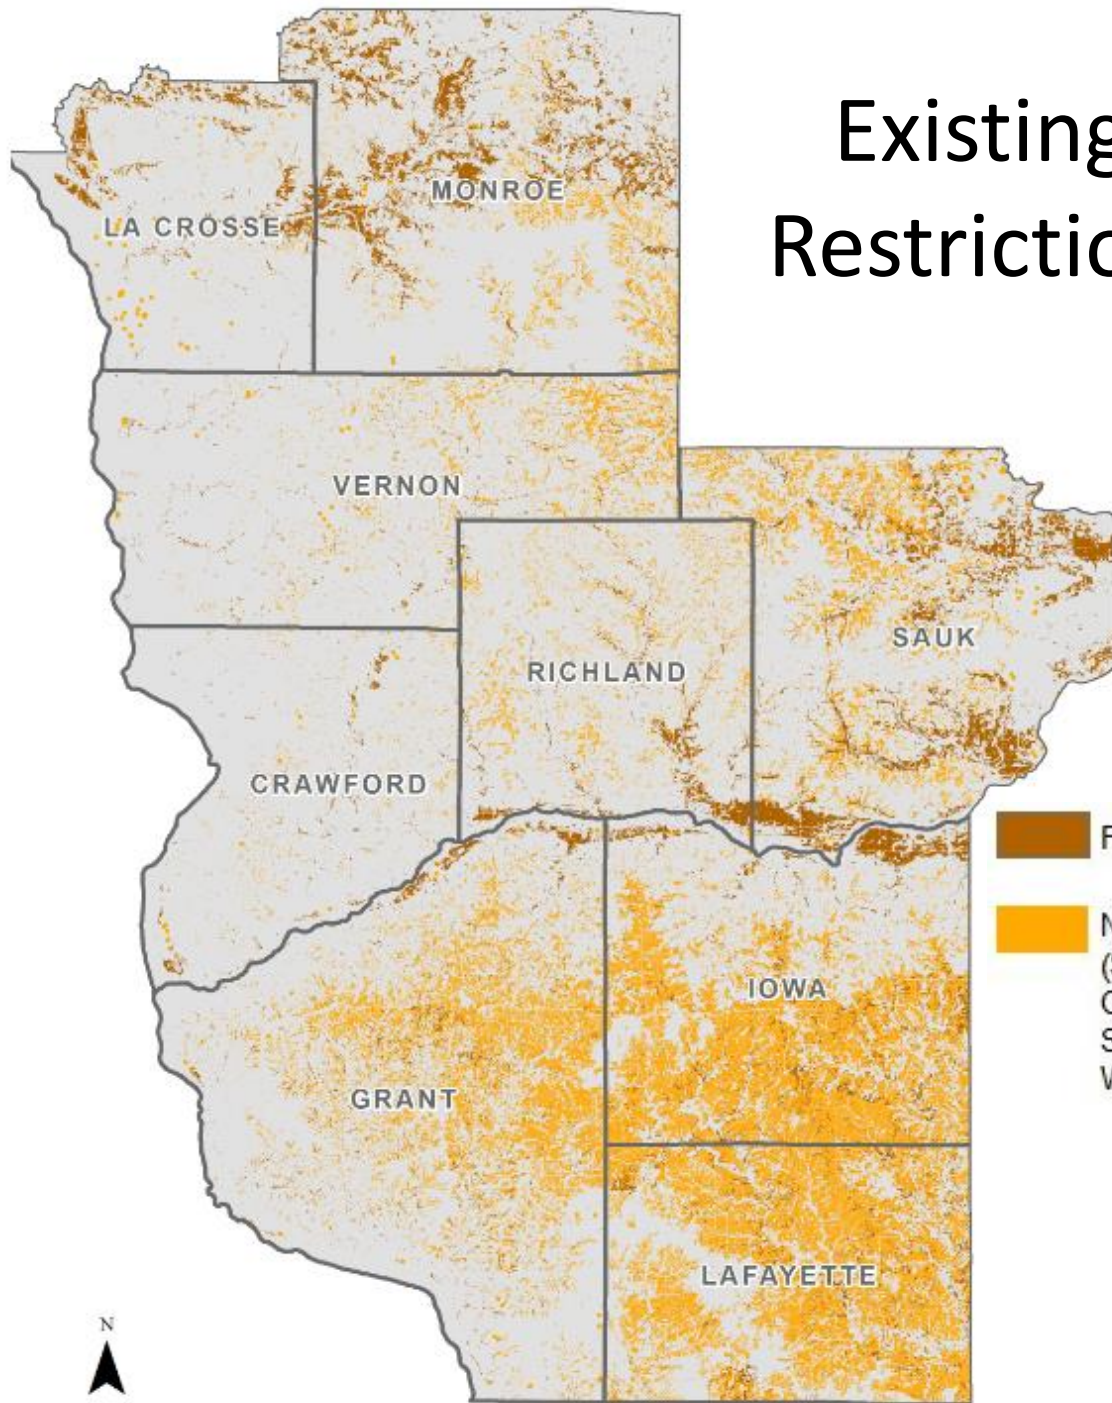 Existing
Restrictio
MONROE
LA CROSSE
VERNON
SAUK
RICHLAND
CRAWFORD
F
N
(
IOWA
C
S
W
GRANT
LAFAYETTE
N